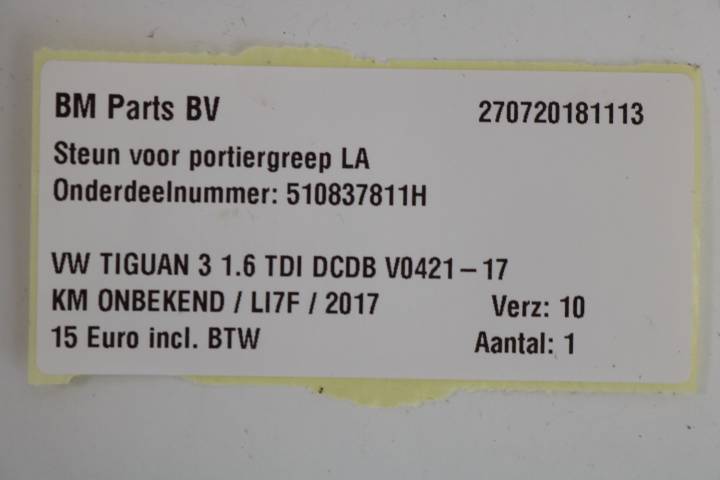 BM Parts BV 270720181113
Steun voor portiergreep LA
Onderdeelnummer: 510837811H
VW TIGUAN 3 1.6 TDI DCDB V0421-17
KM ONBEKEND / LI7F / 2017 Verz: 10
15 Euro incl. BTW Aantal: 1